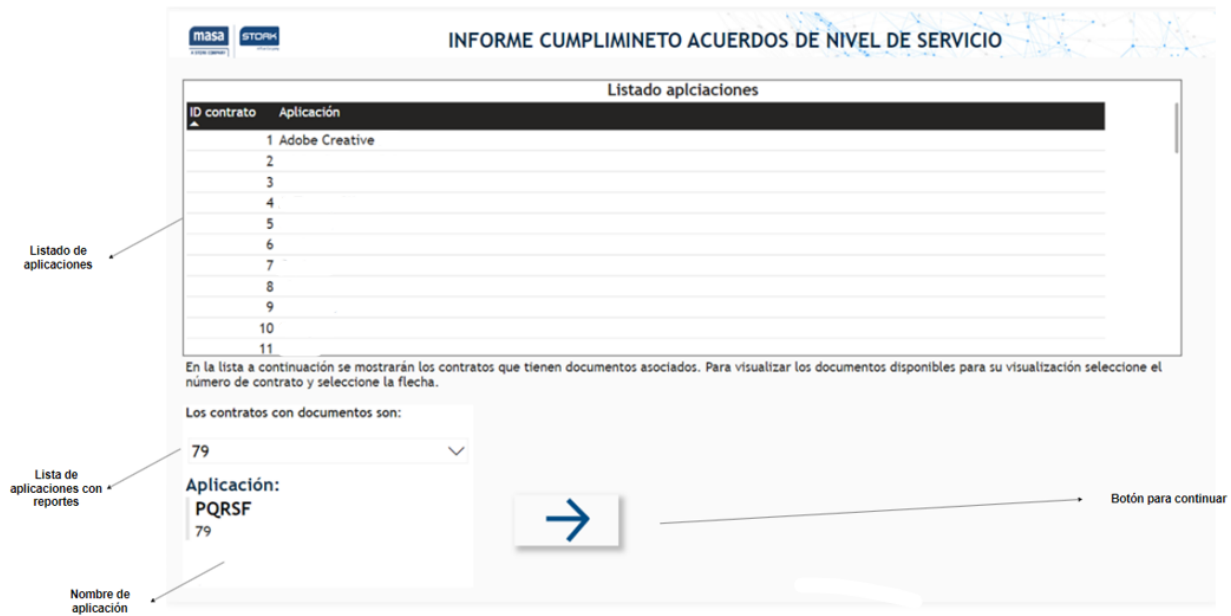 masa
A STORK COMPANY
STORK
INFORME CUMPLIMINETO ACUERDOS DE NIVEL DE SERVICIO
Listado aplciaciones
ID contrato Aplicación
1 Adobe Creative
2
3
4
5
6
7
8
9
10
11
En la lista a continuación se mostrarán los contratos que tienen documentos asociados. Para visualizar los documentos disponibles para su visualización seleccione el
número de contrato y seleccione la flecha.
Los contratos con documentos son:
79
Aplicación:
PQRSF
79
Listado de
aplicaciones
Lista de
aplicaciones con
reportes
Nombre de
aplicación
Botón para continuar